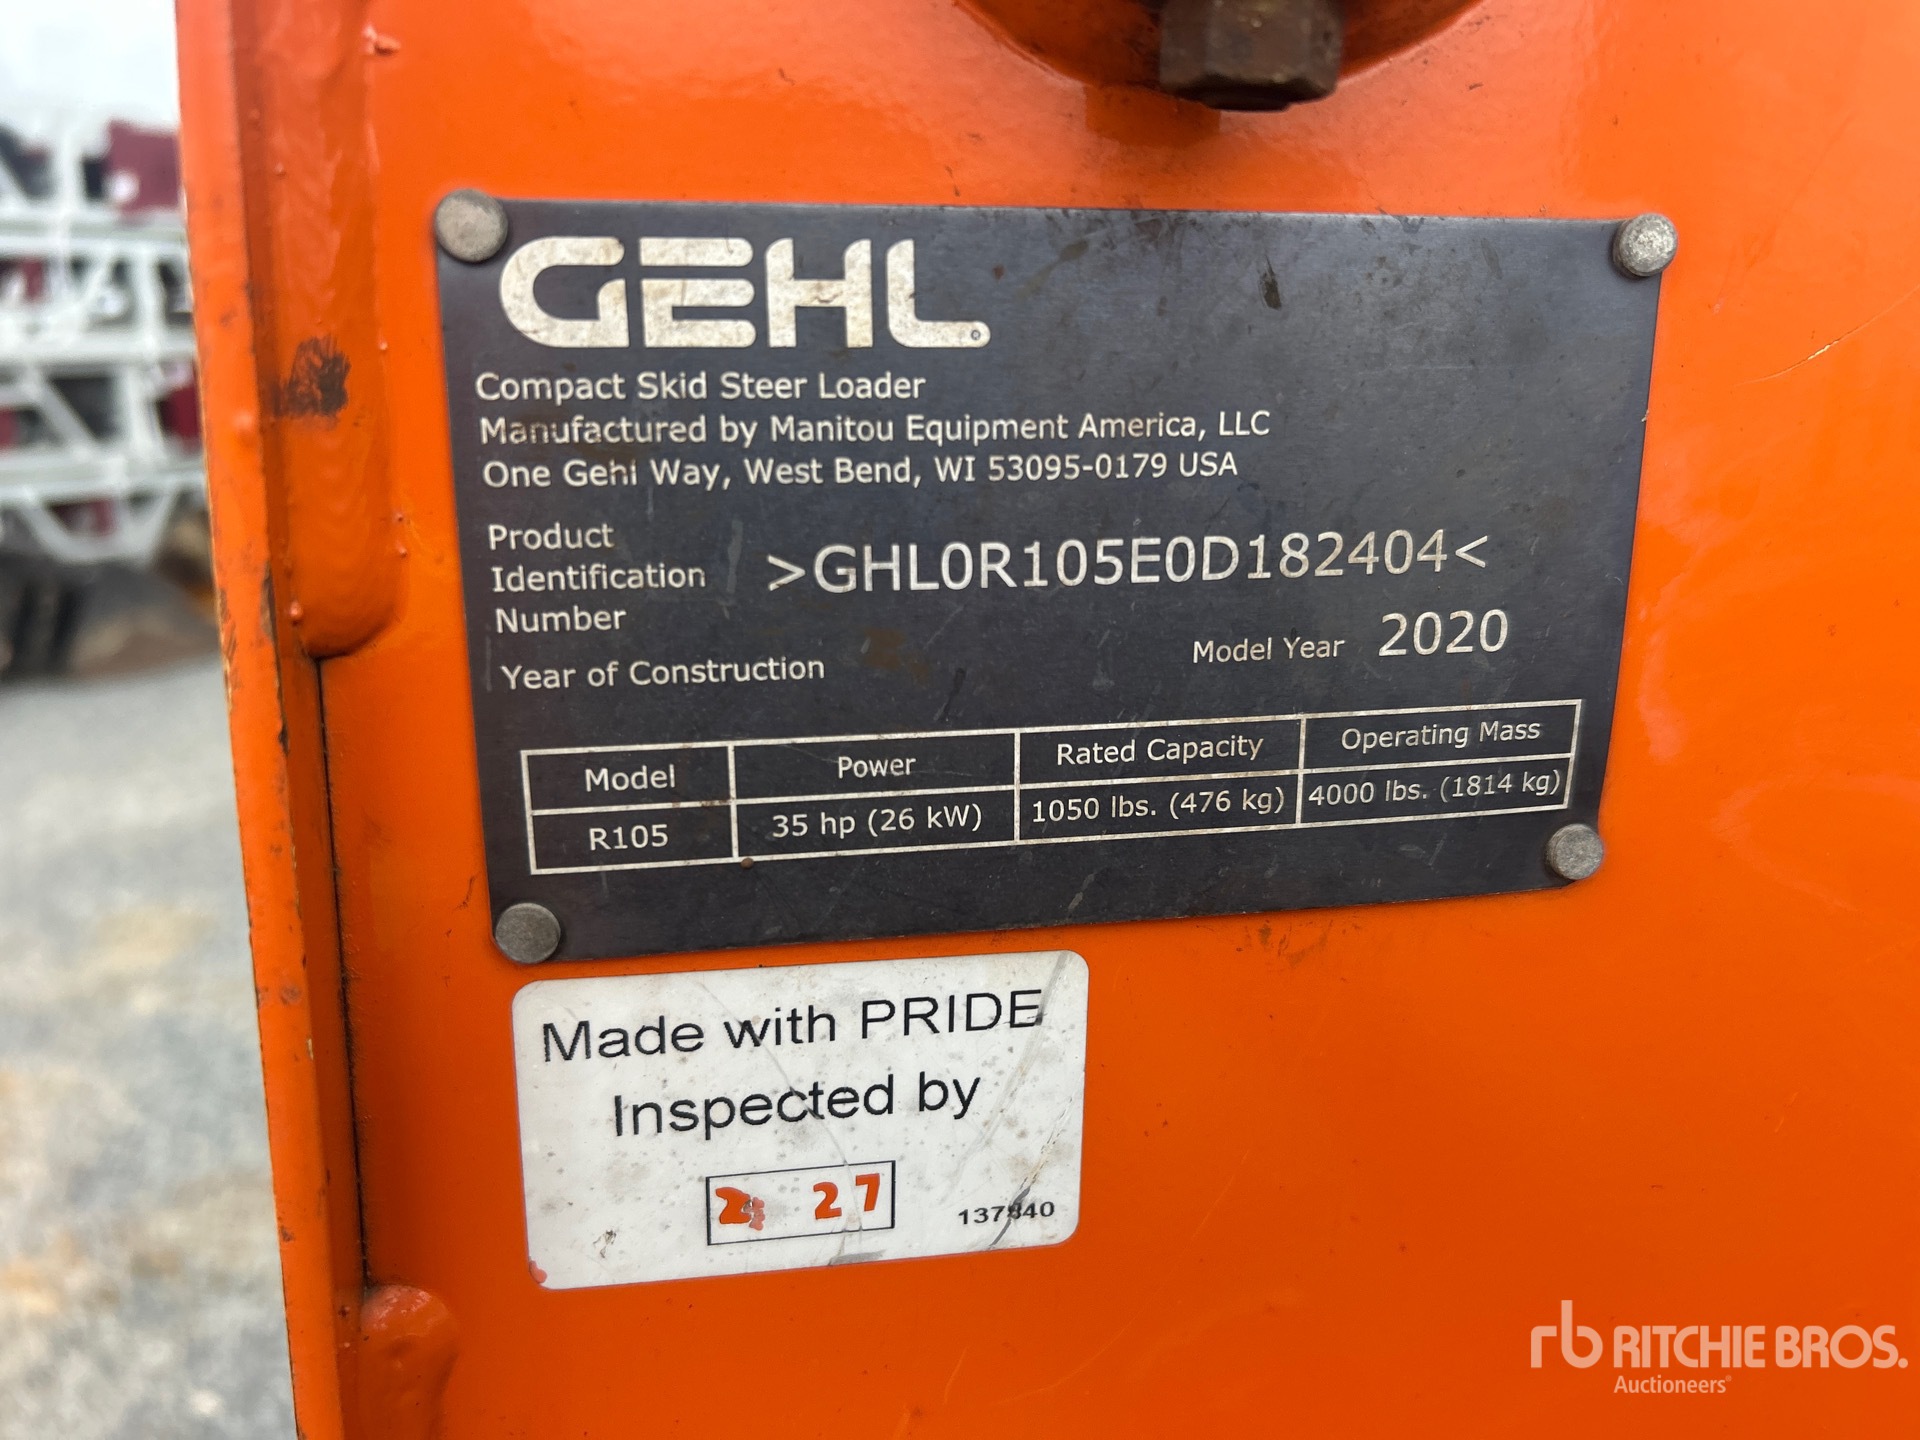 GEHL
Compact Skid Steer Loader
Manufactured by Manitou Equipment America, LLC
One Gehl Way, West Bend, WI 53095-0179 USA
Product
Identification
Number
>GHL0R105E0D182404<
Year of Construction
Model Year 2020
Model Power Rated Capacity Operating Mass
R105 35 hp (26 kW) 1050 lbs. (476 kg) 4000 lbs. (1814 kg)
Made with PRIDE
Inspected by
2 27
137840
rb RITCHIE BROS.
Auctioneers